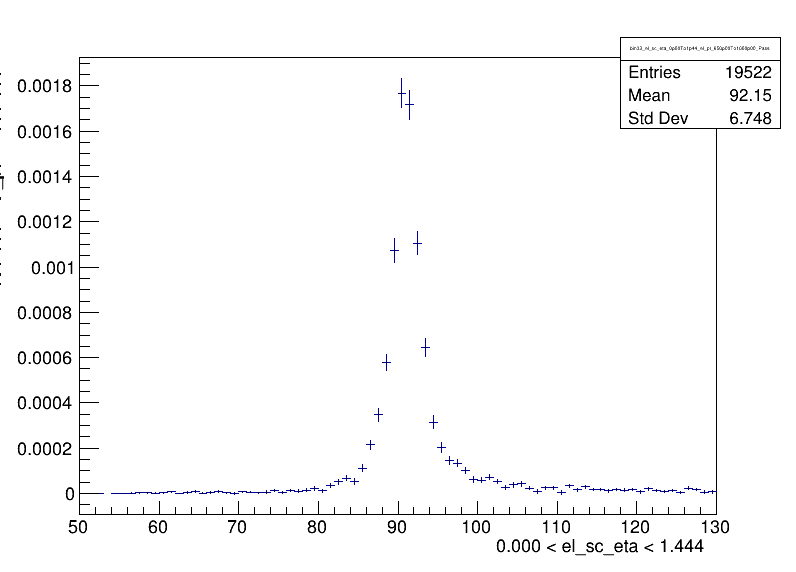 bin33_el_sc_eta_0p00To1p44_el_pt_650p00To1000p00_Pass
Entries 19522
Mean 92.15
Std Dev 6.748
0.0018
0.0016
0.0014
0.0012
0.001
0.0008
0.0006
0.0004
0.0002
0
50 60 70 80 90 100 110 120 130
0.000 < el_sc_eta < 1.444